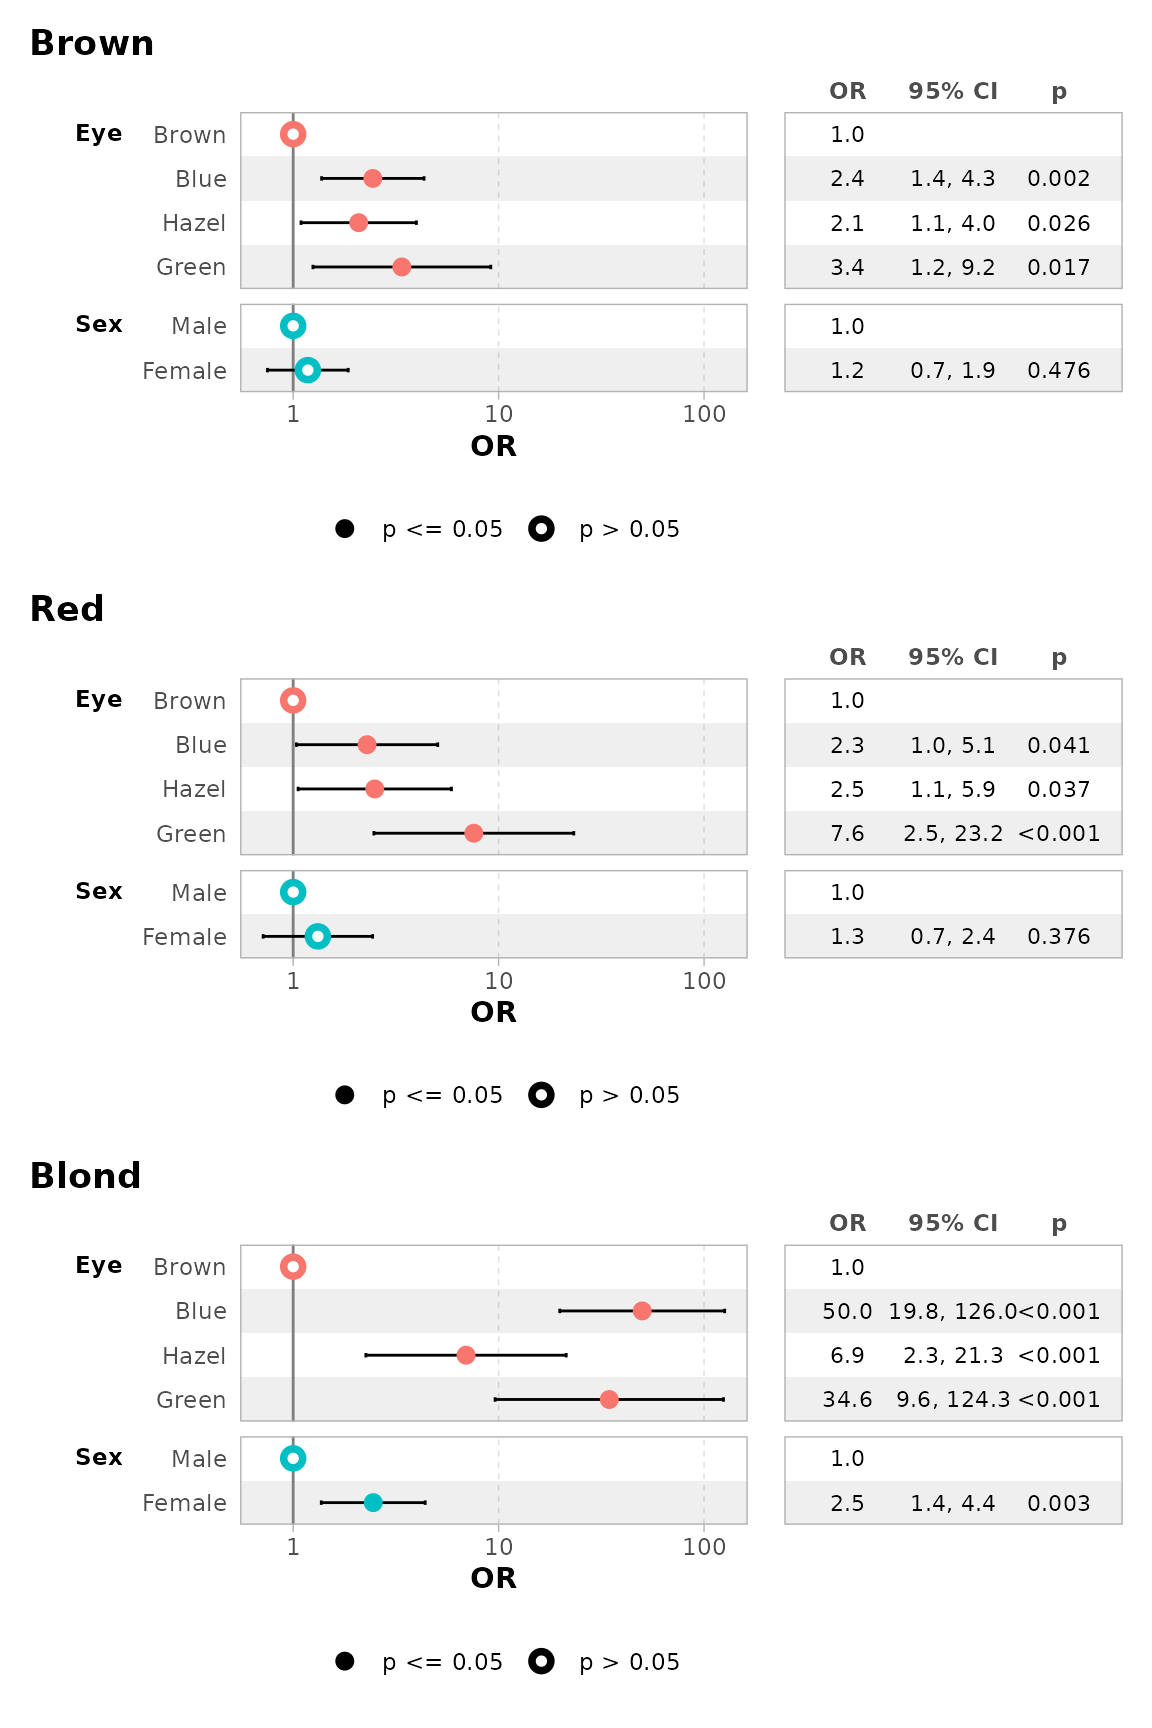 Brown
OR 95% CI p
Eye Brown 1.0
Blue 2.4 1.4, 4.3 0.002
Hazel 2.1 1.1, 4.0 0.026
Green 3.4 1.2, 9.2 0.017
Sex Male 1.0
Female 1.2 0.7, 1.9 0.476
1 10 100
OR
p <= 0.05 p > 0.05
Red
OR 95% CI p
Eye Brown 1.0
Blue 2.3 1.0, 5.1 0.041
Hazel 2.5 1.1, 5.9 0.037
Green 7.6 2.5, 23.2 <0.001
Sex Male 1.0
Female 1.3 0.7, 2.4 0.376
1 10 100
OR
p <= 0.05 p > 0.05
Blond
OR 95% CI p
Eye Brown 1.0
Blue 50.0 19.8, 126.0 <0.001
Hazel 6.9 2.3, 21.3 <0.001
Green 34.6 9.6, 124.3 <0.001
Sex Male 1.0
Female 2.5 1.4, 4.4 0.003
1 10 100
OR
p <= 0.05 p > 0.05